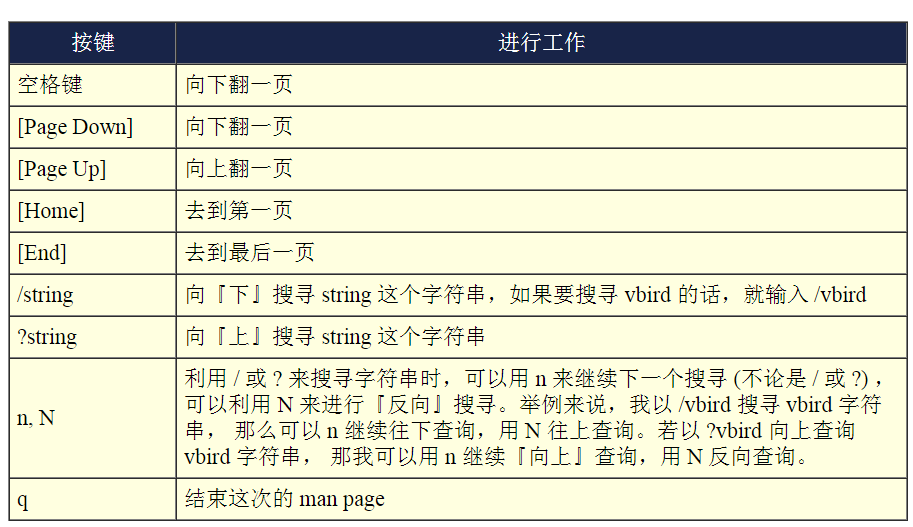 按键 进行工作
空格键 向下翻一页
[Page Down] 向下翻一页
[Page Up] 向上翻一页
[Home] 去到第一页
[End] 去到最后一页
/string 向『下』搜寻 string 这个字符串，如果要搜寻 vbird 的话，就输入 /vbird
?string 向『上』搜寻 string 这个字符串
n, N 利用 / 或 ? 来搜寻字符串时，可以用 n 来继续下一个搜寻 (不论是 / 或 ?) ，
可以利用 N 来进行『反向』搜寻。举例来说，我以 /vbird 搜寻 vbird 字符
串， 那么可以 n 继续往下查询，用 N 往上查询。若以 ?vbird 向上查询
vbird 字符串， 那我可以用 n 继续『向上』查询，用 N 反向查询。
q 结束这次的 man page